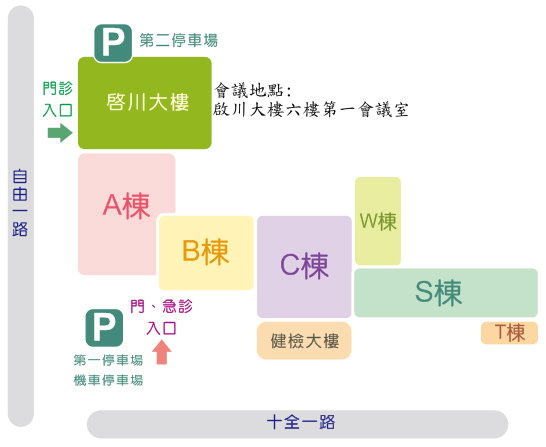 P
第二停車場
門診
入口
啓川大樓
會議地點：
啟川大樓六樓第一會議室
自由一路
A棟
B棟
C棟
W棟
S棟
T棟
門、急診
入口
P
第一停車場
機車停車場
健檢大樓
十全一路